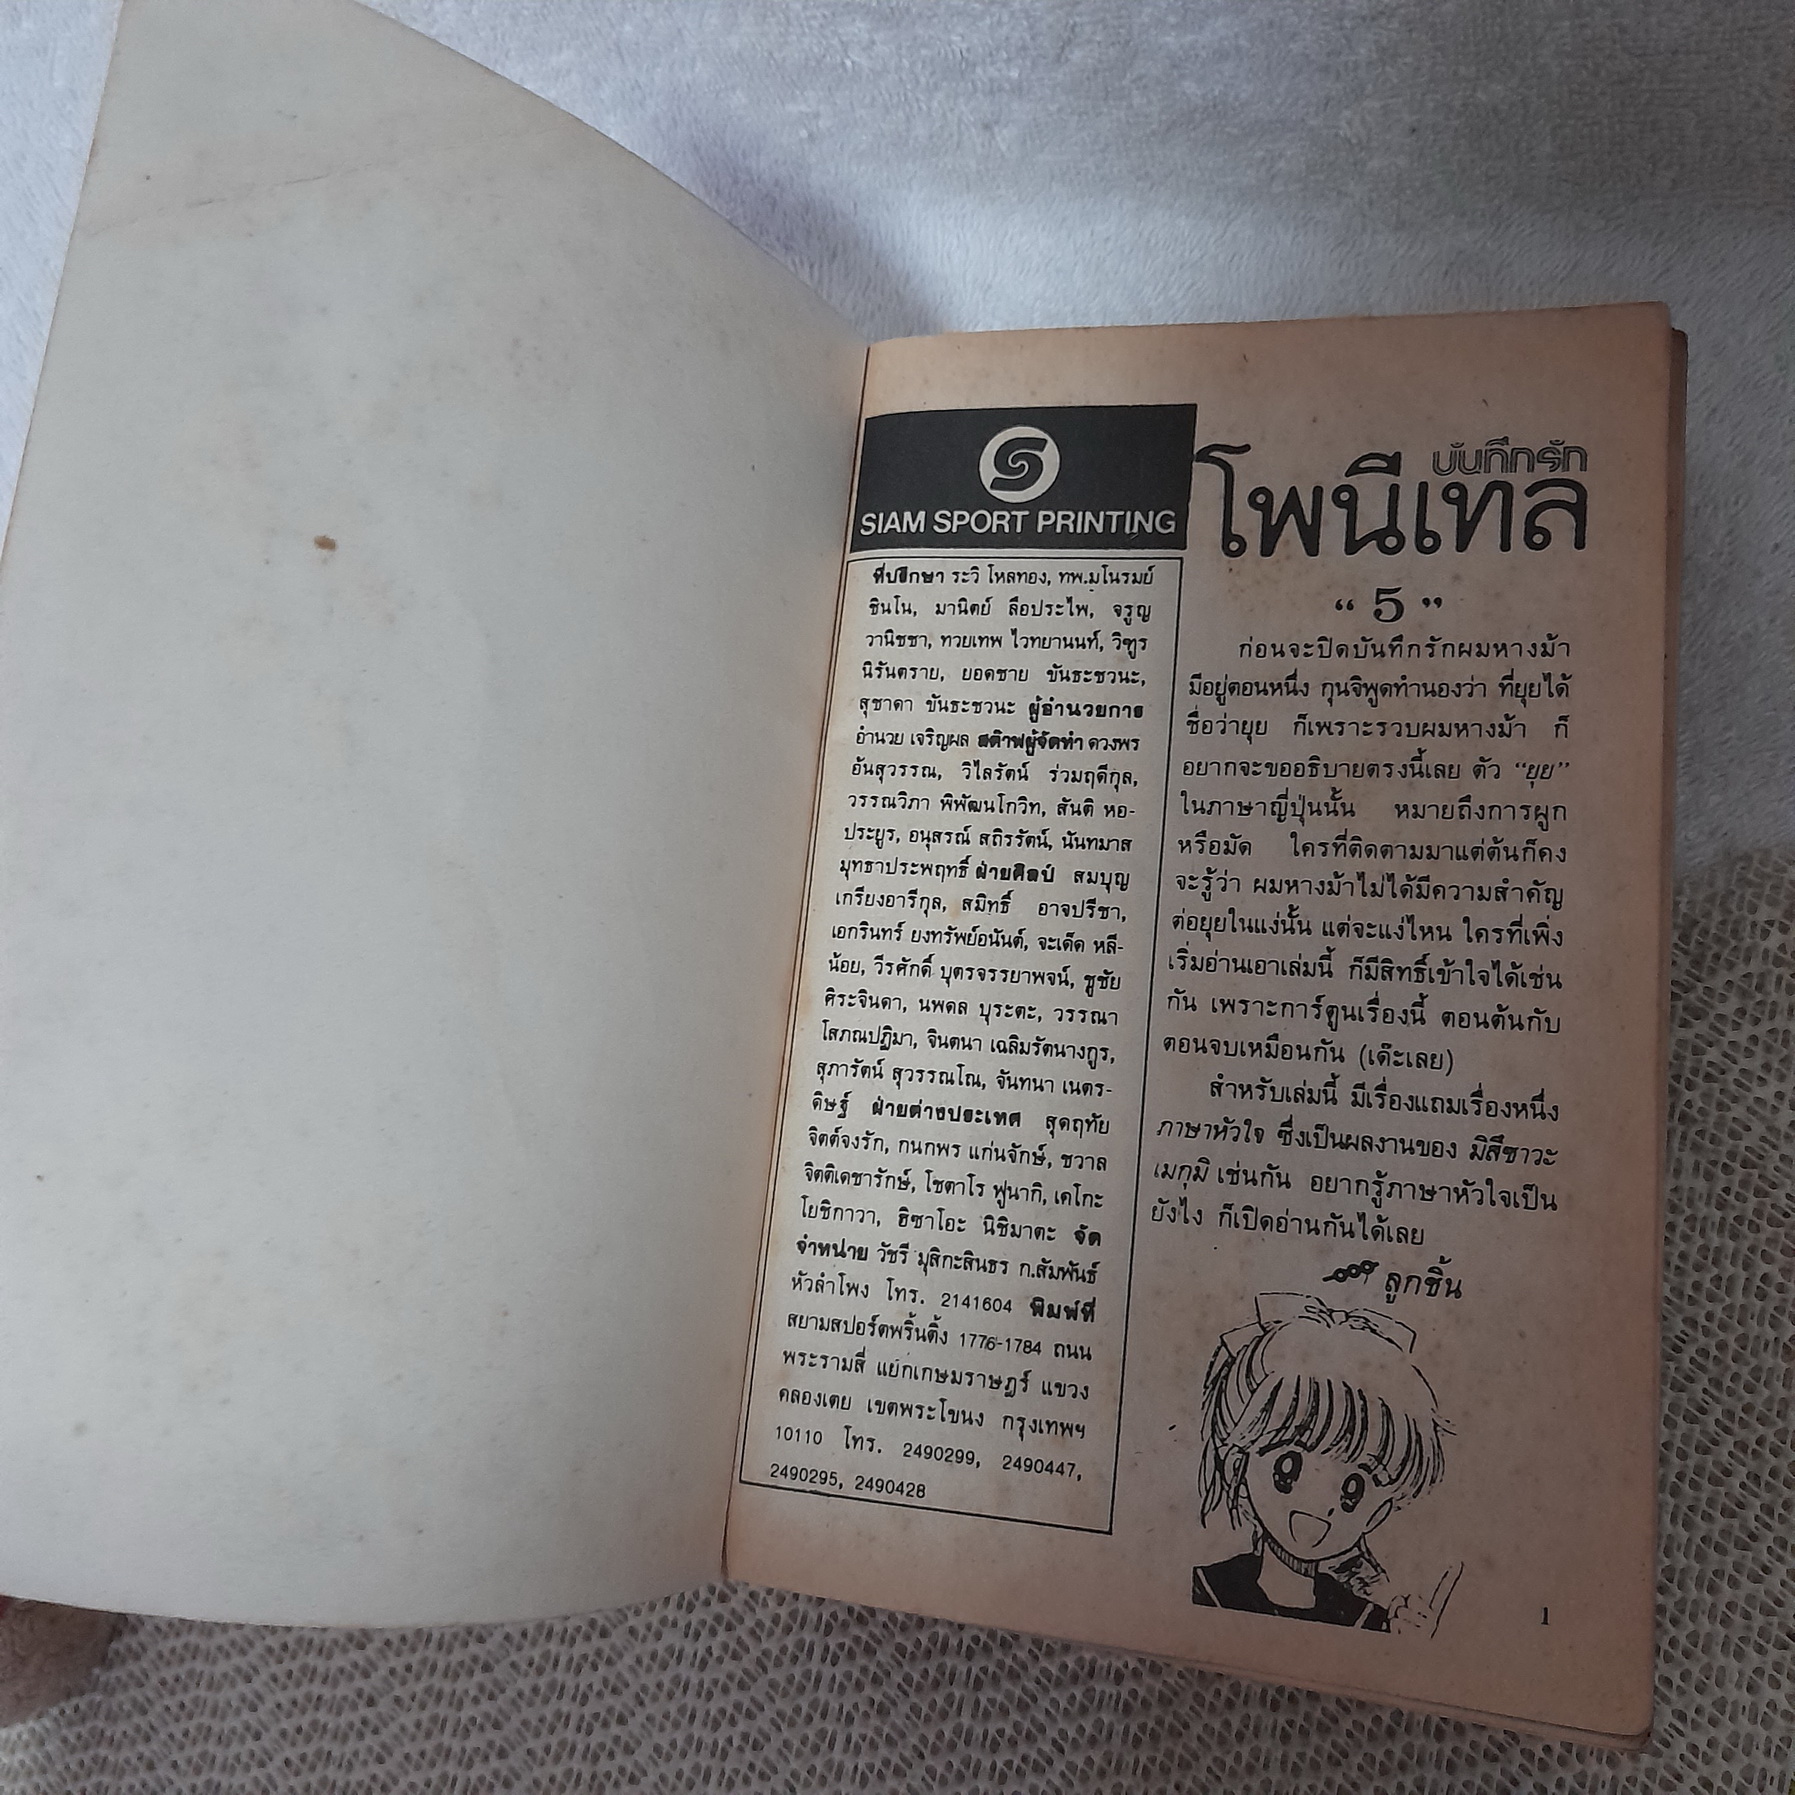 SIAM SPORT PRINTING
ที่ปรึกษา ระวิ โหลทอง, ทพ.มโนรมย์
ชินโน, มานิตย์ ลือประไพ, จรูญ
วานิชชา, ทวยเทพ ไวทยานนท์, วิฑูร
นิรันตราย, ยอดชาย ขันธะชวนะ,
สุชาดา ขันธะชวนะ ผู้อำนวยการ
อำนวย เจริญผล สต๊าฟผู้จัดทำ ดวงพร
อันสุวรรณ, วิไลรัตน์ ร่วมฤดีกุล,
วรรณวิภา พิพัฒนโกวิท, สันติ หอ-
ประยูร, อนุสรณ์ สถิรรัตน์, นันทมาส
มุทธาประพฤทธิ์ ฝ่ายศิลป์ สมบุญ
เกรียงอารีกุล, สมิทธิ์ อาจปรีชา,
เอกรินทร์ ยงทรัพย์อนันต์, จะเด็ด หลี-
น้อย, วีรศักดิ์ บุตรจรรยาพจน์, ชูชัย
ศิระจินดา, นพดล บุระตะ, วรรณา
โสภณปฏิมา, จินตนา เฉลิมรัตนางกูร,
สุภารัตน์ สุวรรณโณ, จันทนา เนตร-
ดิษฐ์ ฝ่ายต่างประเทศ สุดฤทัย
จิตต์จงรัก, กนกพร แก่นจักษ์, ชวาล
จิตติเดชารักษ์, โชตาโร ฟูนากิ, เคโกะ
โยชิกาวา, ฮิซาโอะ นิชิมาตะ จัด
จำหน่าย วัชรี มุสิกะสินธร ก.สัมพันธ์
หัวลำโพง โทร. 2141604 พิมพ์ที่
สยามสปอร์ตพริ้นติ้ง 1776-1784 ถนน
พระรามสี่ แยกเกษมราษฎร์ แขวง
คลองเตย เขตพระโขนง กรุงเทพฯ
10110 โทร. 2490299, 2490447,
2490295, 2490428
บันทึกรัก
โพนีเทล
“ 5 ”
ก่อนจะปิดบันทึกรักผมหางม้า
มีอยู่ตอนหนึ่ง กุนจิพูดทำนองว่า ที่ยุยได้
ชื่อว่ายุย ก็เพราะรวบผมหางม้า ก็
อยากจะขออธิบายตรงนี้เลย ตัว “ยุย”
ในภาษาญี่ปุ่นนั้น หมายถึงการผูก
หรือมัด ใครที่ติดตามมาแต่ต้นก็คง
จะรู้ว่า ผมหางม้าไม่ได้มีความสำคัญ
ต่อยุยในแง่นั้น แต่จะแง่ไหน ใครที่เพิ่ง
เริ่มอ่านเอาเล่มนี้ ก็มีสิทธิ์เข้าใจได้เช่น
กัน เพราะการ์ตูนเรื่องนี้ ตอนต้นกับ
ตอนจบเหมือนกัน (เด๊ะเลย)
สำหรับเล่มนี้ มีเรื่องแถมเรื่องหนึ่ง
ภาษาหัวใจ ซึ่งเป็นผลงานของ มิสึซาวะ
เมกุมิ เช่นกัน อยากรู้ภาษาหัวใจเป็น
ยังไง ก็เปิดอ่านกันได้เลย
ลูกชิ้น
1